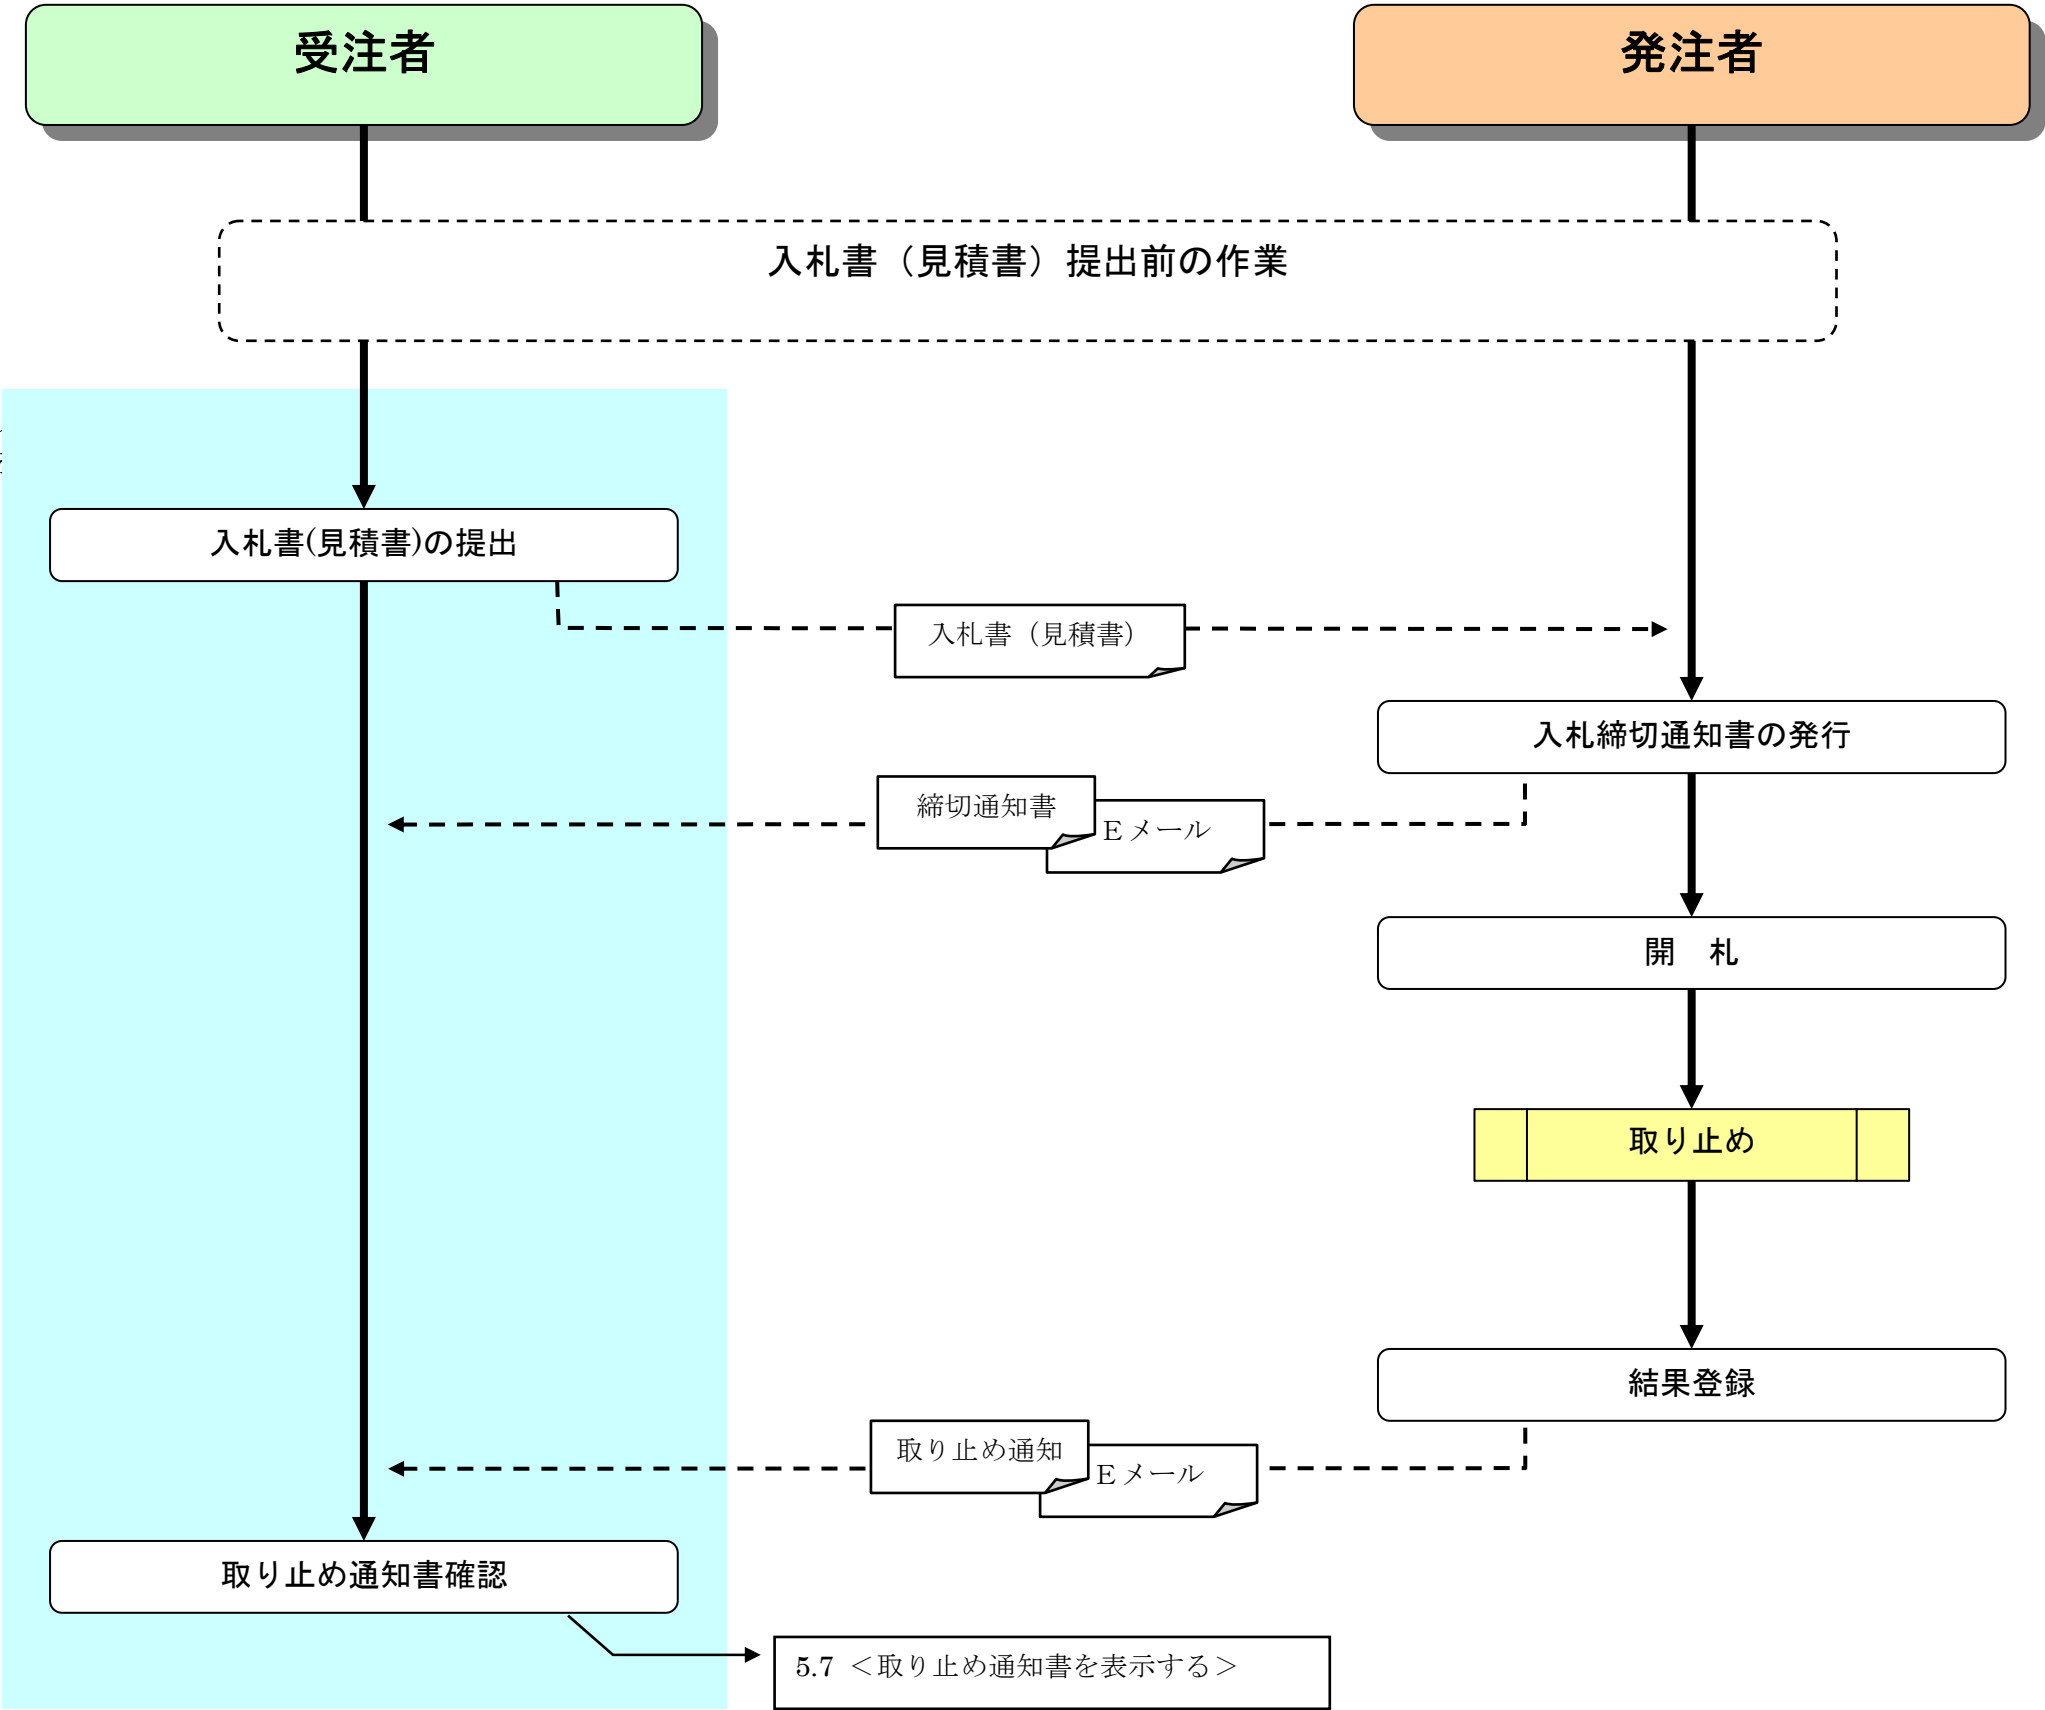 受注者
発注者
入札書（見積書）提出前の作業
入札書(見積書)の提出
入札書（見積書）
入札締切通知書の発行
締切通知書
Ｅメール
開　札
取り止め
結果登録
取り止め通知
Ｅメール
取り止め通知書確認
5.7 ＜取り止め通知書を表示する＞